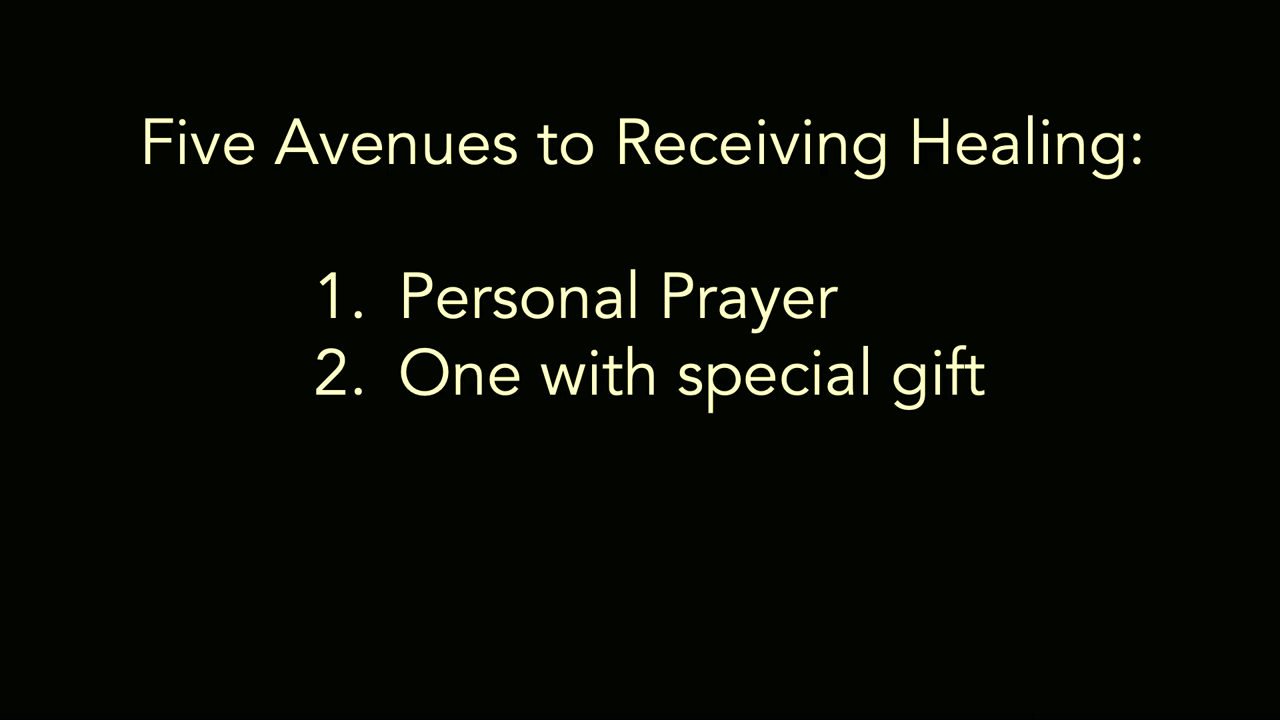 Five Avenues to Receiving Healing:
1. Personal Prayer
2. One with special gift